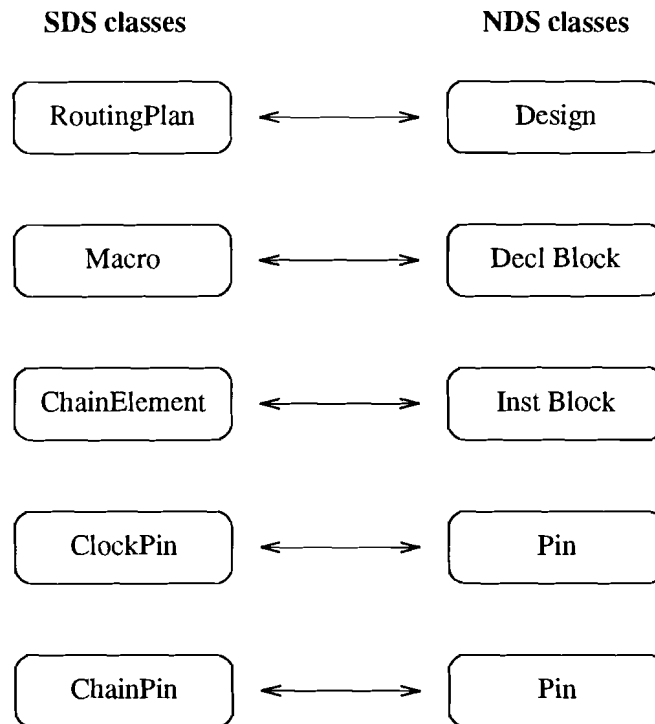 SDS classes NDS classes
RoutingPlan Design
Macro Decl Block
ChainElement Inst Block
ClockPin Pin
ChainPin Pin